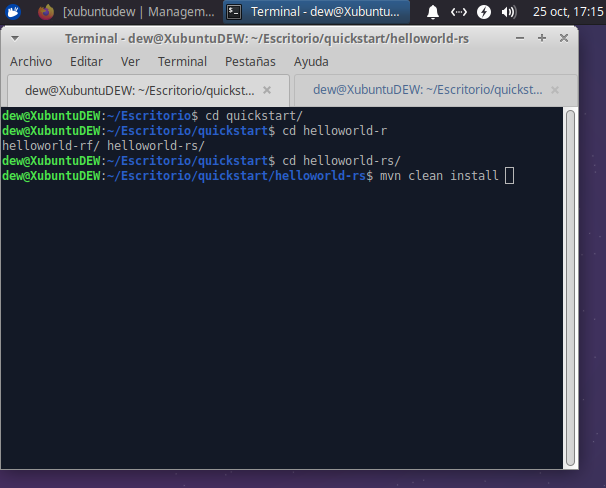 [xubuntudew | Managem...
Terminal - dew@Xubuntu...
25 oct, 17:15
Terminal - dew@XubuntuDEW: ~/Escritorio/quickstart/helloworld-rs
Archivo Editar Ver Terminal Pestañas Ayuda
dew@XubuntuDEW: ~/Escritorio/quickst...
dew@XubuntuDEW: ~/Escritorio/quickst...
dew@XubuntuDEW:~/Escritorio$ cd quickstart/
dew@XubuntuDEW:~/Escritorio/quickstart$ cd helloworld-r
helloworld-rf/ helloworld-rs/
dew@XubuntuDEW:~/Escritorio/quickstart$ cd helloworld-rs/
dew@XubuntuDEW:~/Escritorio/quickstart/helloworld-rs$ mvn clean install